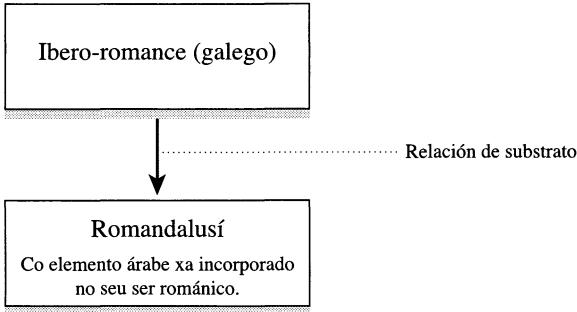 Ibero-romance (galego)
Relación de substrato
Romandalusí
Co elemento árabe xa incorporado
no seu ser románico.